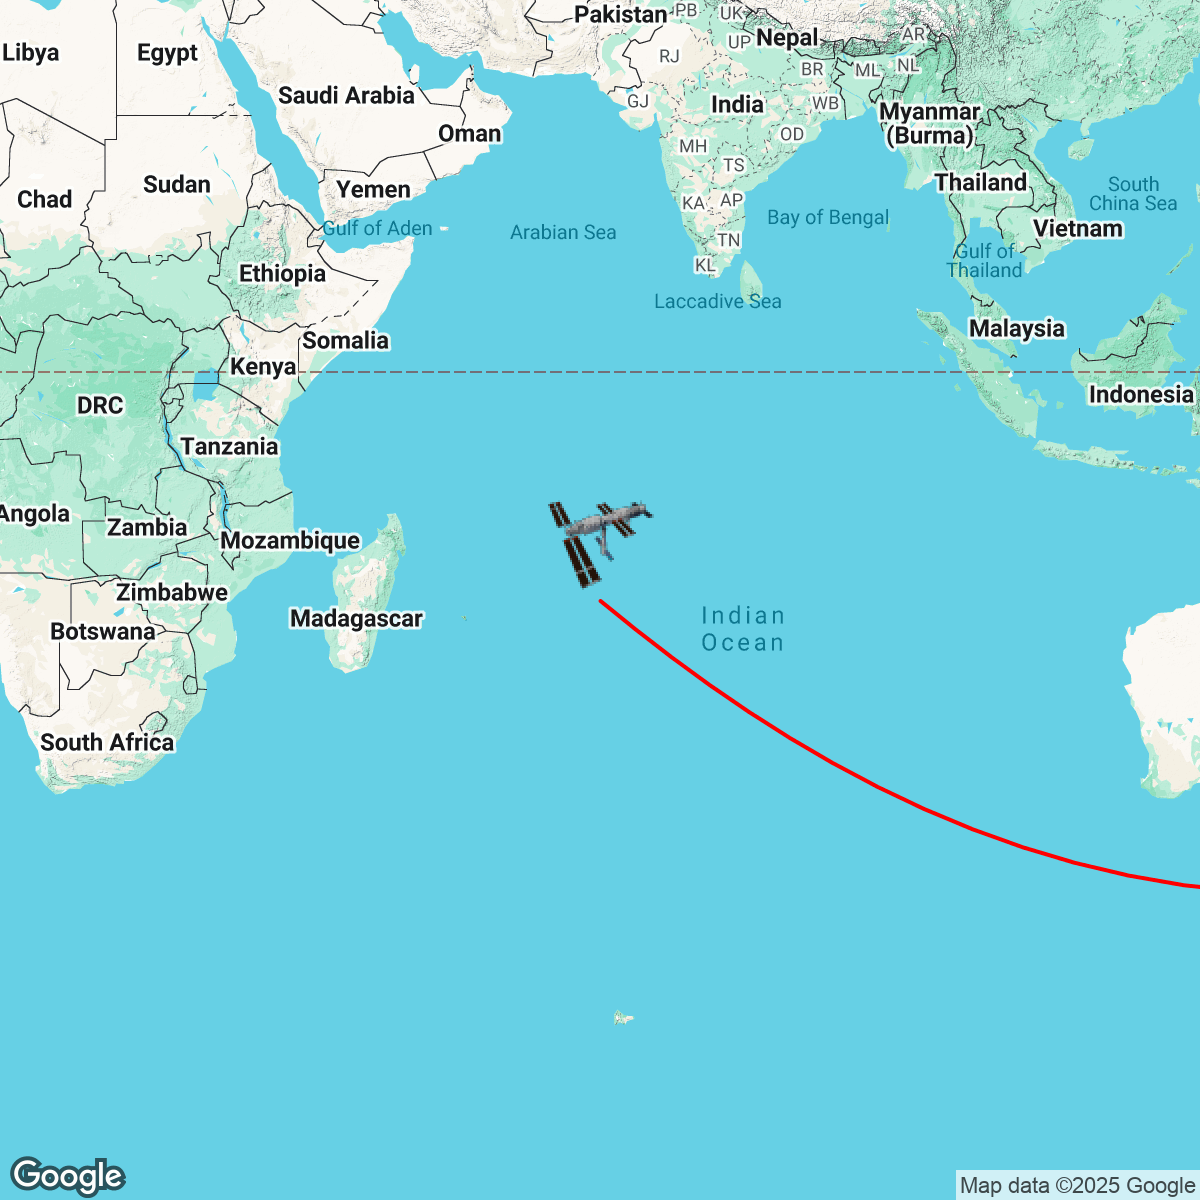 Pakistan
PB
UK
Nepal
AR
Libya
Egypt
RJ
UP
BR
ML
NL
Saudi Arabia
GJ
India
WB
Myanmar
(Burma)
Oman
OD
MH
TS
Chad
Sudan
Yemen
Thailand
South
China Sea
KA
AP
Gulf of Aden
Arabian Sea
Bay of Bengal
Vietnam
TN
Gulf of
Thailand
KL
Ethiopia
Laccadive Sea
Malaysia
Somalia
Kenya
Indonesia
DRC
Tanzania
Angola
Zambia
Mozambique
Zimbabwe
Madagascar
Indian
Ocean
Botswana
South Africa
Google
Map data ©2025 Google